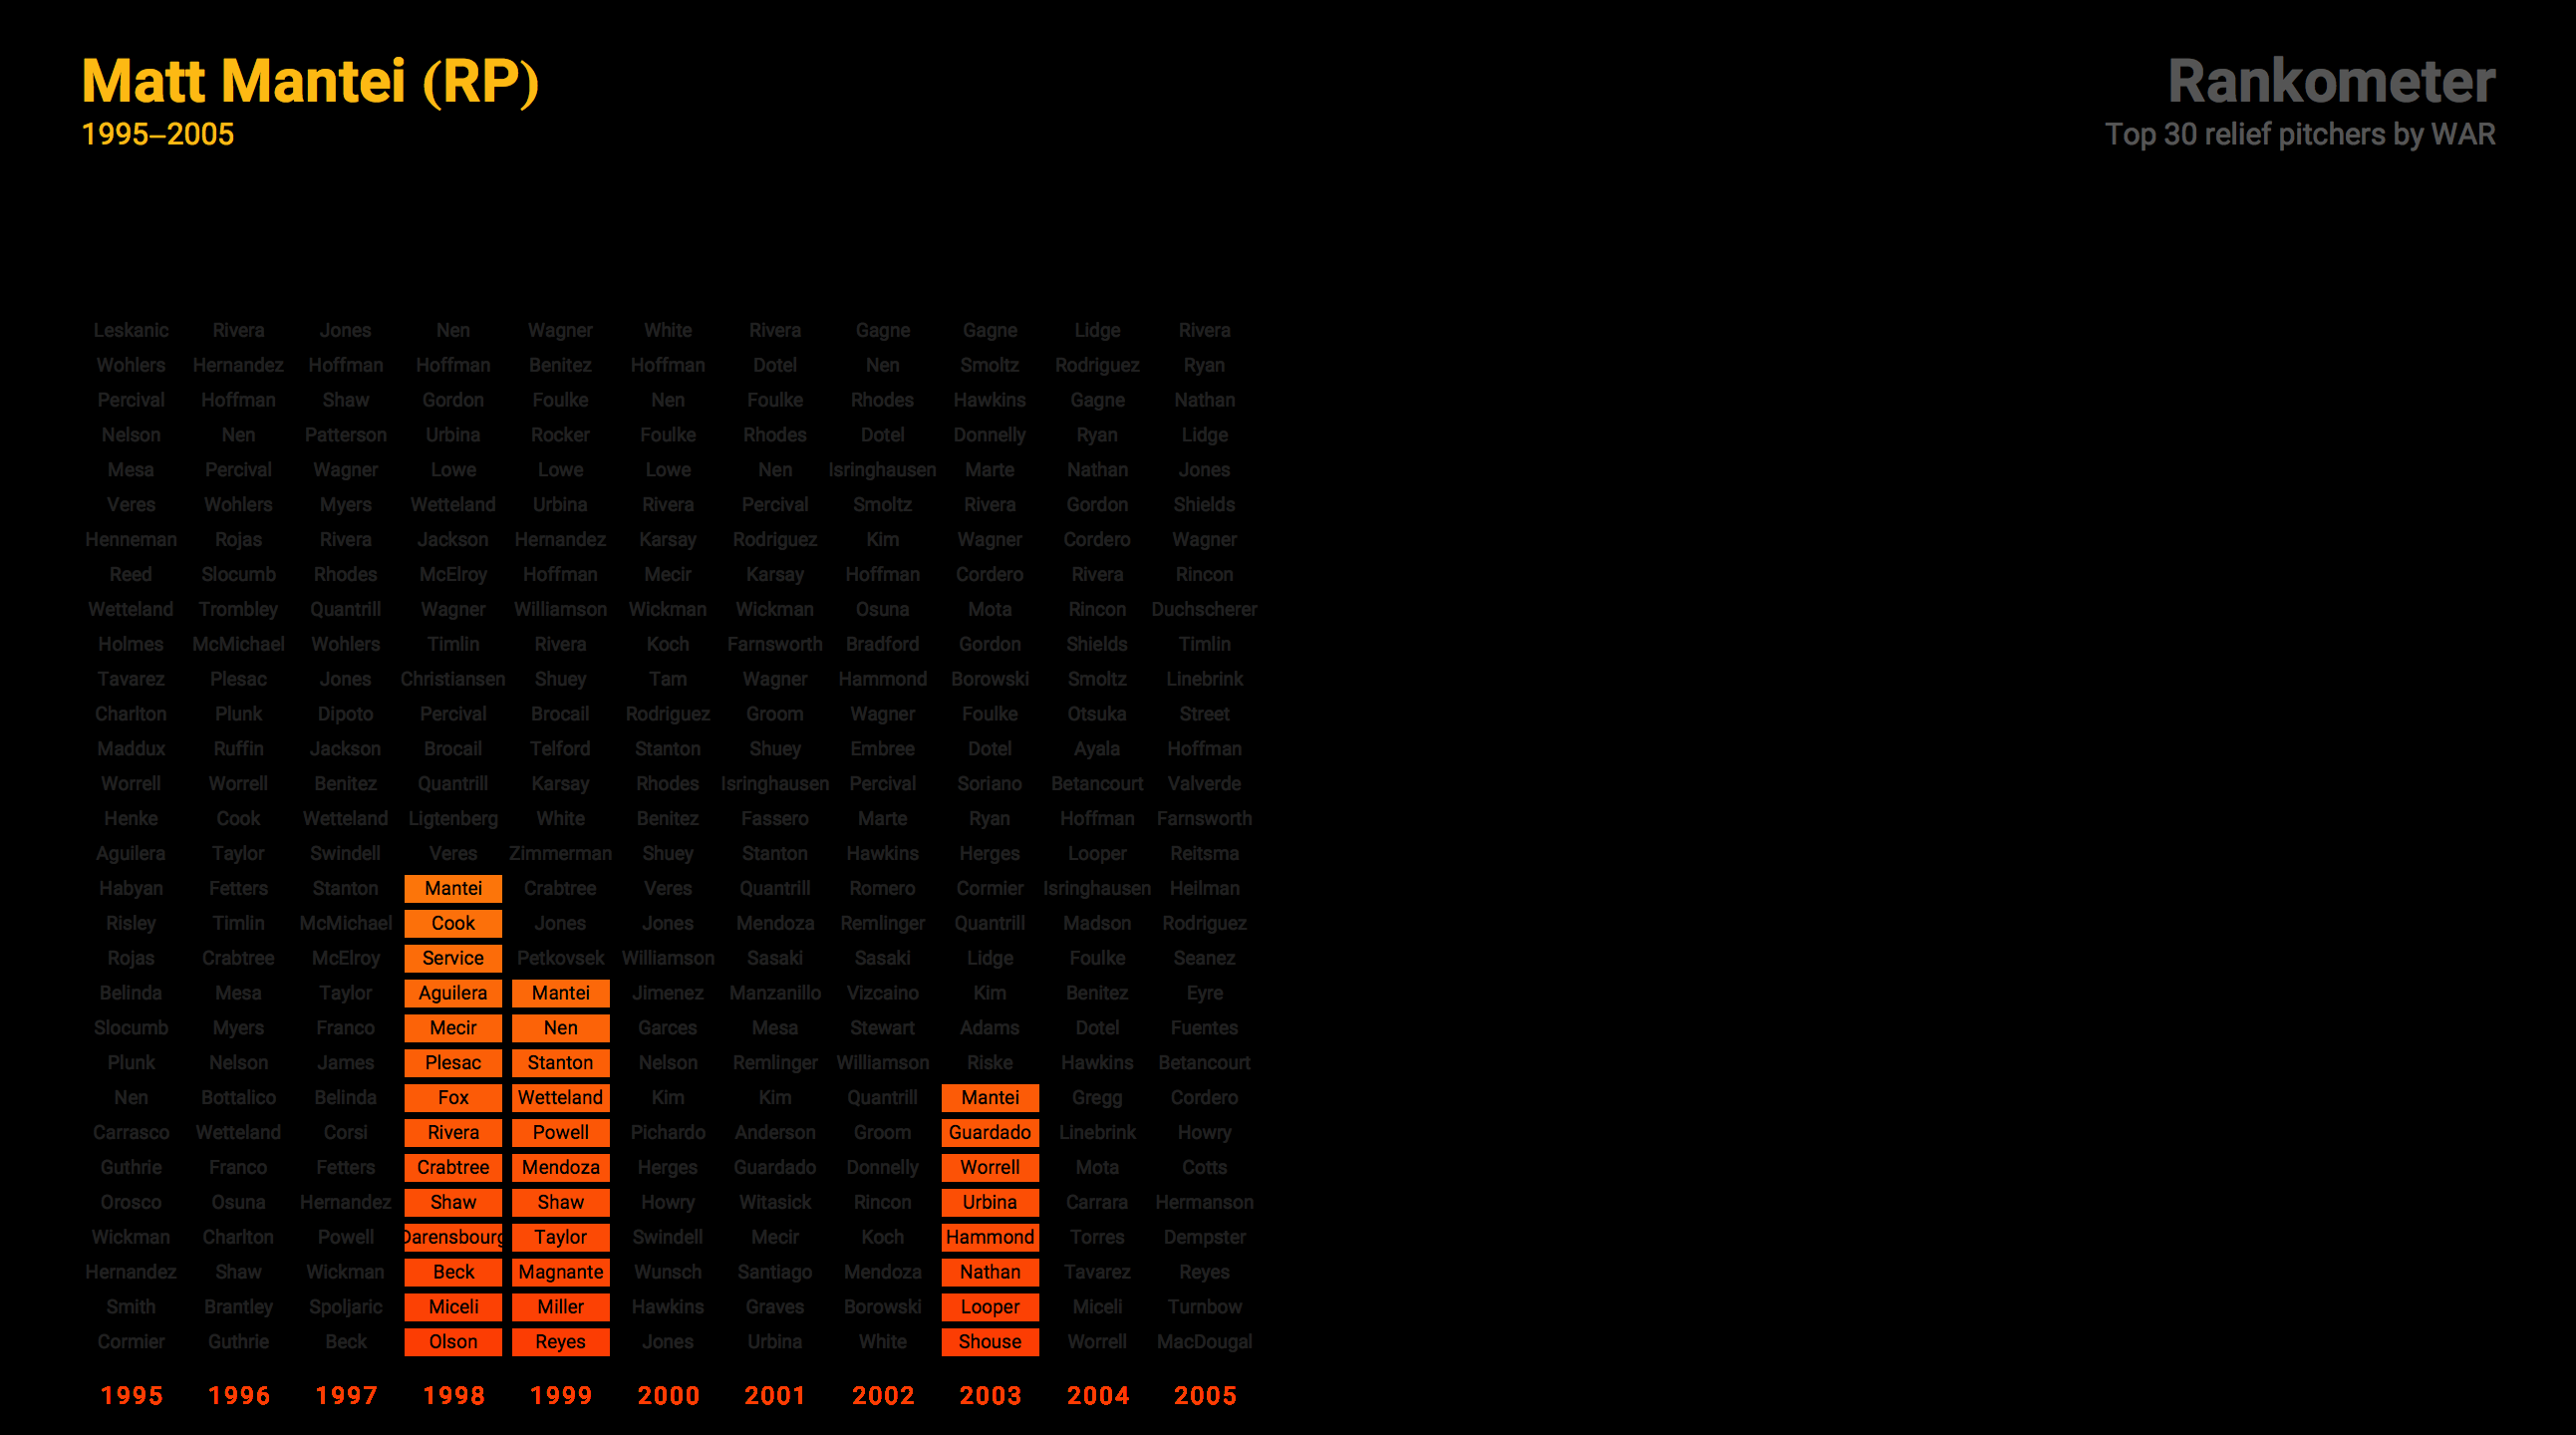 Matt Mantei (RP)
1995–2005
Rankometer
Top 30 relief pitchers by WAR
Leskanic Rivera Jones Nen Wagner White Rivera Gagne Gagne Lidge Rivera
Wohlers Hernandez Hoffman Hoffman Benitez Hoffman Dotel Nen Smoltz Rodriguez Ryan
Percival Hoffman Shaw Gordon Foulke Nen Foulke Rhodes Hawkins Gagne Nathan
Nelson Nen Patterson Urbina Rocker Foulke Rhodes Dotel Donnelly Ryan Lidge
Mesa Percival Wagner Lowe Lowe Lowe Nen Isringhausen Marte Nathan Jones
Veres Wohlers Myers Wetteland Urbina Rivera Percival Smoltz Rivera Gordon Shields
Henneman Rojas Rivera Jackson Hernandez Karsay Rodriguez Kim Wagner Cordero Wagner
Reed Slocumb Rhodes McElroy Hoffman Mecir Karsay Hoffman Cordero Rivera Rincon
Wetteland Trombley Quantrill Wagner Williamson Wickman Wickman Osuna Mota Rincon Duchscherer
Holmes McMichael Wohlers Timlin Rivera Koch Farnsworth Bradford Gordon Shields Timlin
Tavarez Plesac Jones Christiansen Shuey Tam Wagner Hammond Borowski Smoltz Linebrink
Charlton Plunk Dipoto Percival Brocail Rodriguez Groom Wagner Foulke Otsuka Street
Maddux Ruffin Jackson Brocail Telford Stanton Shuey Embree Dotel Ayala Hoffman
Worrell Worrell Benitez Quantrill Karsay Rhodes Isringhausen Percival Soriano Betancourt Valverde
Henke Cook Wetteland Ligtenberg White Benitez Fassero Marte Ryan Hoffman Farnsworth
Aguilera Taylor Swindell Veres Zimmerman Shuey Stanton Hawkins Herges Looper Reitsma
Habyan Fetters Stanton Mantei Crabtree Veres Quantrill Romero Cormier Isringhausen Heilman
Risley Timlin McMichael Cook Jones Jones Mendoza Remlinger Quantrill Madson Rodriguez
Rojas Crabtree McElroy Service Petkovsek Williamson Sasaki Sasaki Lidge Foulke Seanez
Belinda Mesa Taylor Aguilera Mantei Jimenez Manzanillo Vizcaino Kim Benitez Eyre
Slocumb Myers Franco Mecir Nen Garces Mesa Stewart Adams Dotel Fuentes
Plunk Nelson James Plesac Stanton Nelson Remlinger Williamson Riske Hawkins Betancourt
Nen Bottalico Belinda Fox Wetteland Kim Kim Quantrill Mantei Gregg Cordero
Carrasco Wetteland Corsi Rivera Powell Pichardo Anderson Groom Guardado Linebrink Howry
Guthrie Franco Fetters Crabtree Mendoza Herges Guardado Donnelly Worrell Mota Cotts
Orosco Osuna Hernandez Shaw Shaw Howry Witasick Rincon Urbina Carrara Hermanson
Wickman Charlton Powell Darensbourg Taylor Swindell Mecir Koch Hammond Torres Dempster
Hernandez Shaw Wickman Beck Magnante Wunsch Santiago Mendoza Nathan Tavarez Reyes
Smith Brantley Spoljaric Miceli Miller Hawkins Graves Borowski Looper Miceli Turnbow
Cormier Guthrie Beck Olson Reyes Jones Urbina White Shouse Worrell MacDougal
1995 1996 1997 1998 1999 2000 2001 2002 2003 2004 2005